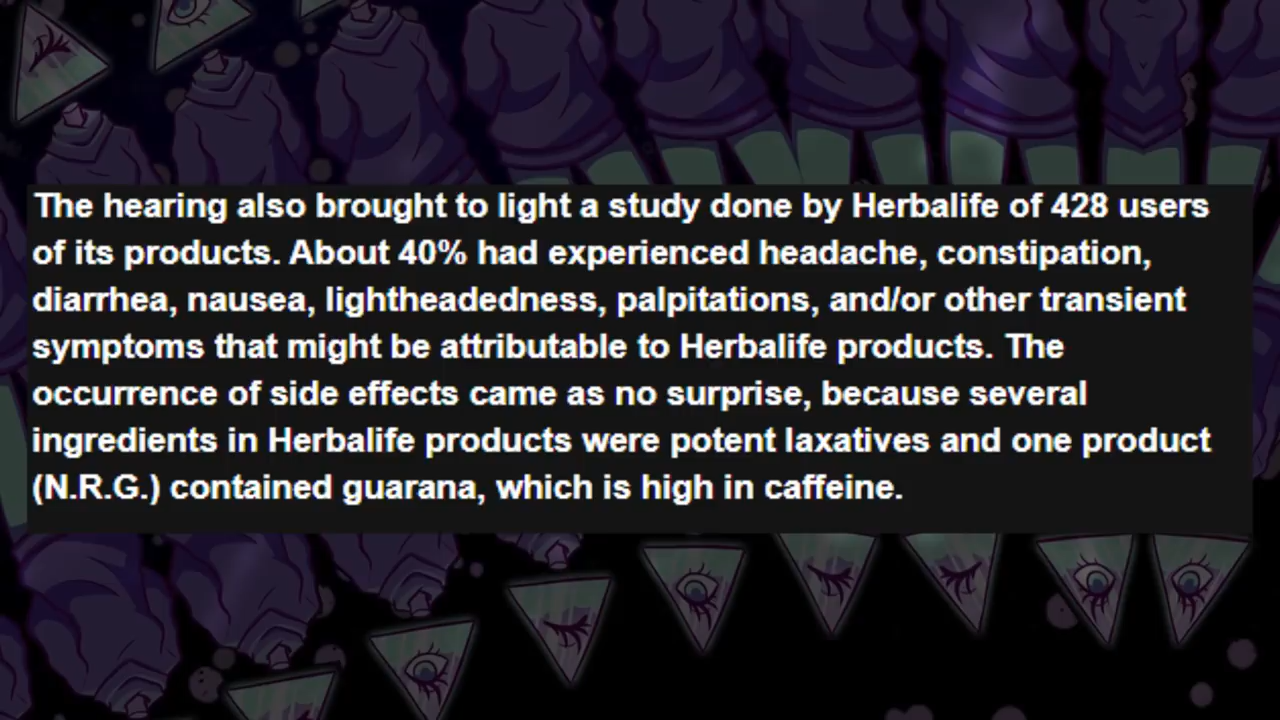 The hearing also brought to light a study done by Herbalife of 428 users
of its products. About 40% had experienced headache, constipation,
diarrhea, nausea, lightheadedness, palpitations, and/or other transient
symptoms that might be attributable to Herbalife products. The
occurrence of side effects came as no surprise, because several
ingredients in Herbalife products were potent laxatives and one product
(N.R.G.) contained guarana, which is high in caffeine.